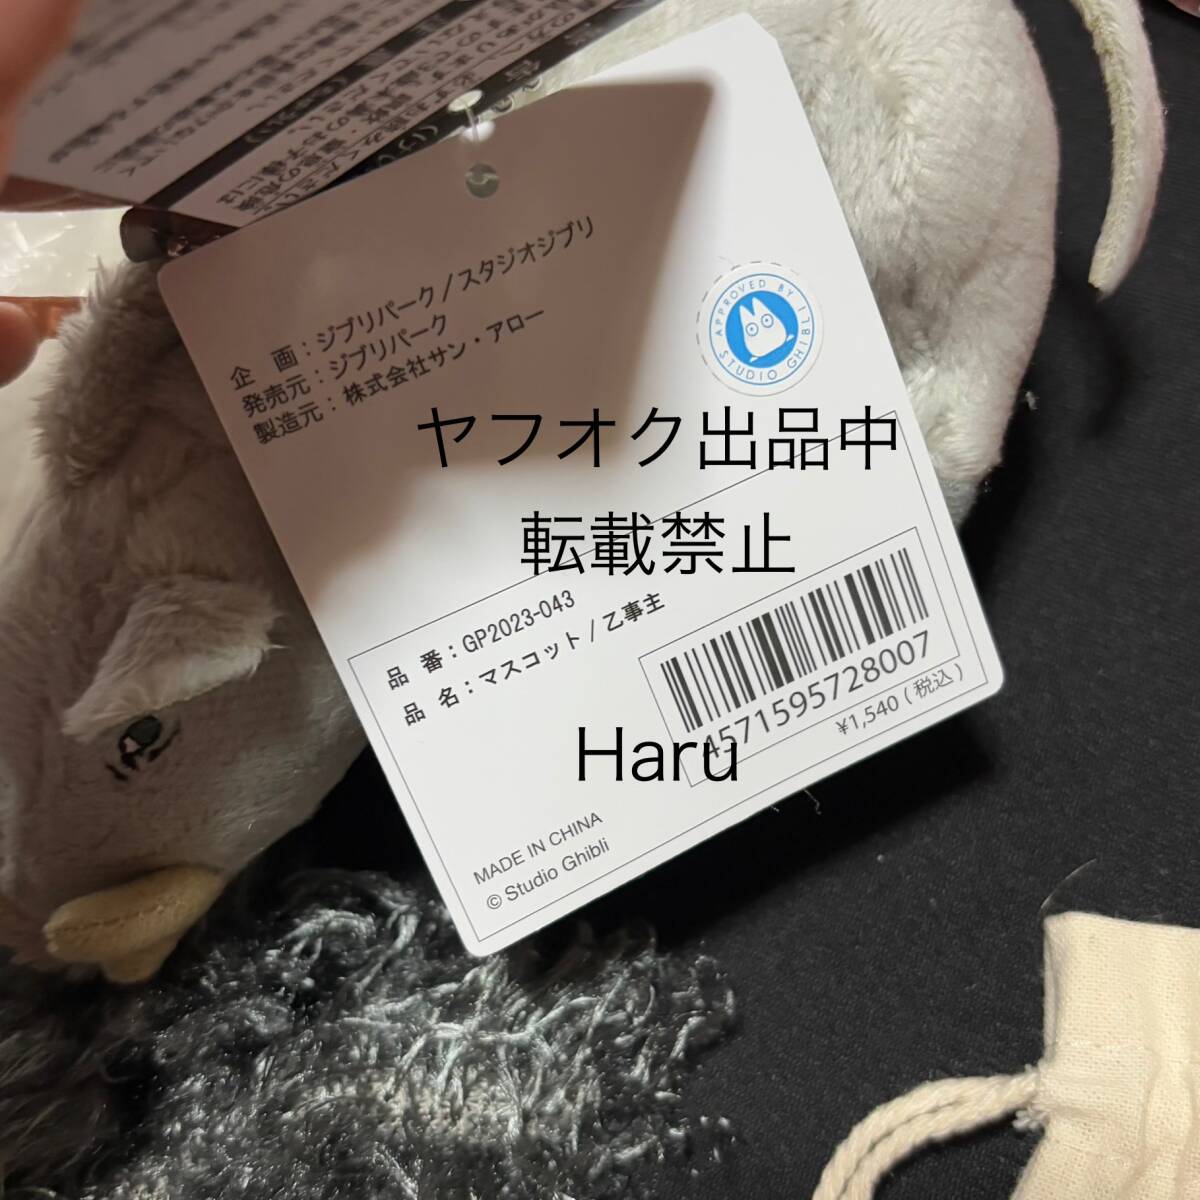 企 画：ジブリパーク/スタジオジブリ
発売元：ジブリパーク
製造元：株式会社サン・アロー
APPROVED BY
STUDIO GHIBLI
ヤフオク出品中
転載禁止
品 番：GP2023-043
品 名：マスコット/乙事主
4571595728007
¥1,540(税込)
Haru
MADE IN CHINA
© Studio Ghibli